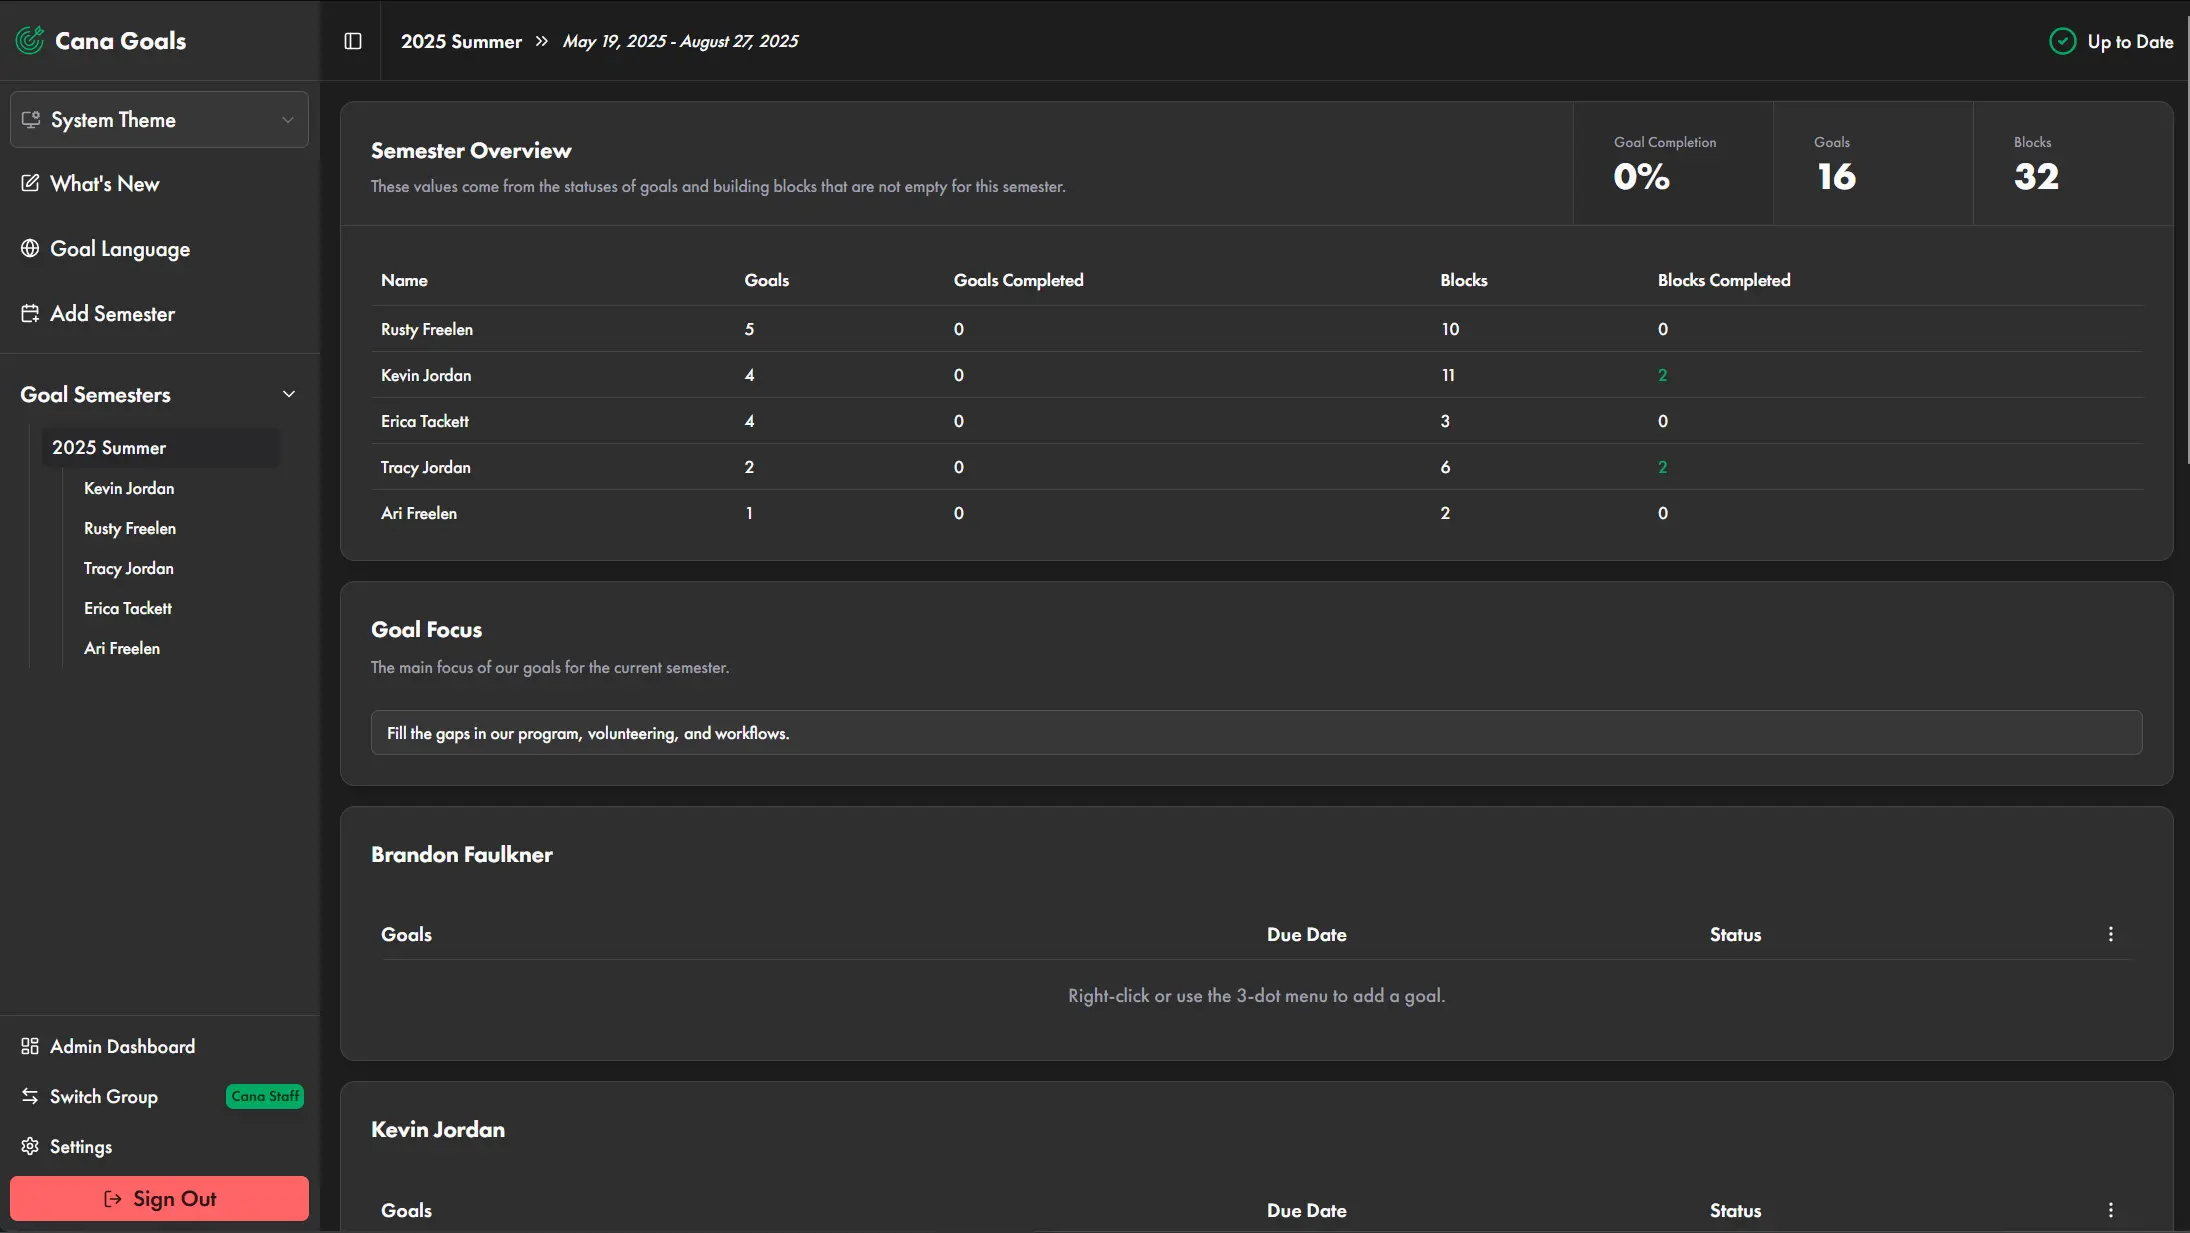 Cana Goals
2025 Summer May 19, 2025 - August 27, 2025
Up to Date
System Theme
What's New
Goal Language
Add Semester
Goal Semesters
2025 Summer
Kevin Jordan
Rusty Freelen
Tracy Jordan
Erica Tackett
Ari Freelen
Admin Dashboard
Switch Group Cana Staff
Settings
Sign Out
Semester Overview
These values come from the statuses of goals and building blocks that are not empty for this semester.
Goal Completion
0%
Goals
16
Blocks
32
Name Goals Goals Completed Blocks Blocks Completed
Rusty Freelen 5 0 10 0
Kevin Jordan 4 0 11 2
Erica Tackett 4 0 3 0
Tracy Jordan 2 0 6 2
Ari Freelen 1 0 2 0
Goal Focus
The main focus of our goals for the current semester.
Fill the gaps in our program, volunteering, and workflows.
Brandon Faulkner
Goals Due Date Status
Right-click or use the 3-dot menu to add a goal.
Kevin Jordan
Goals Due Date Status